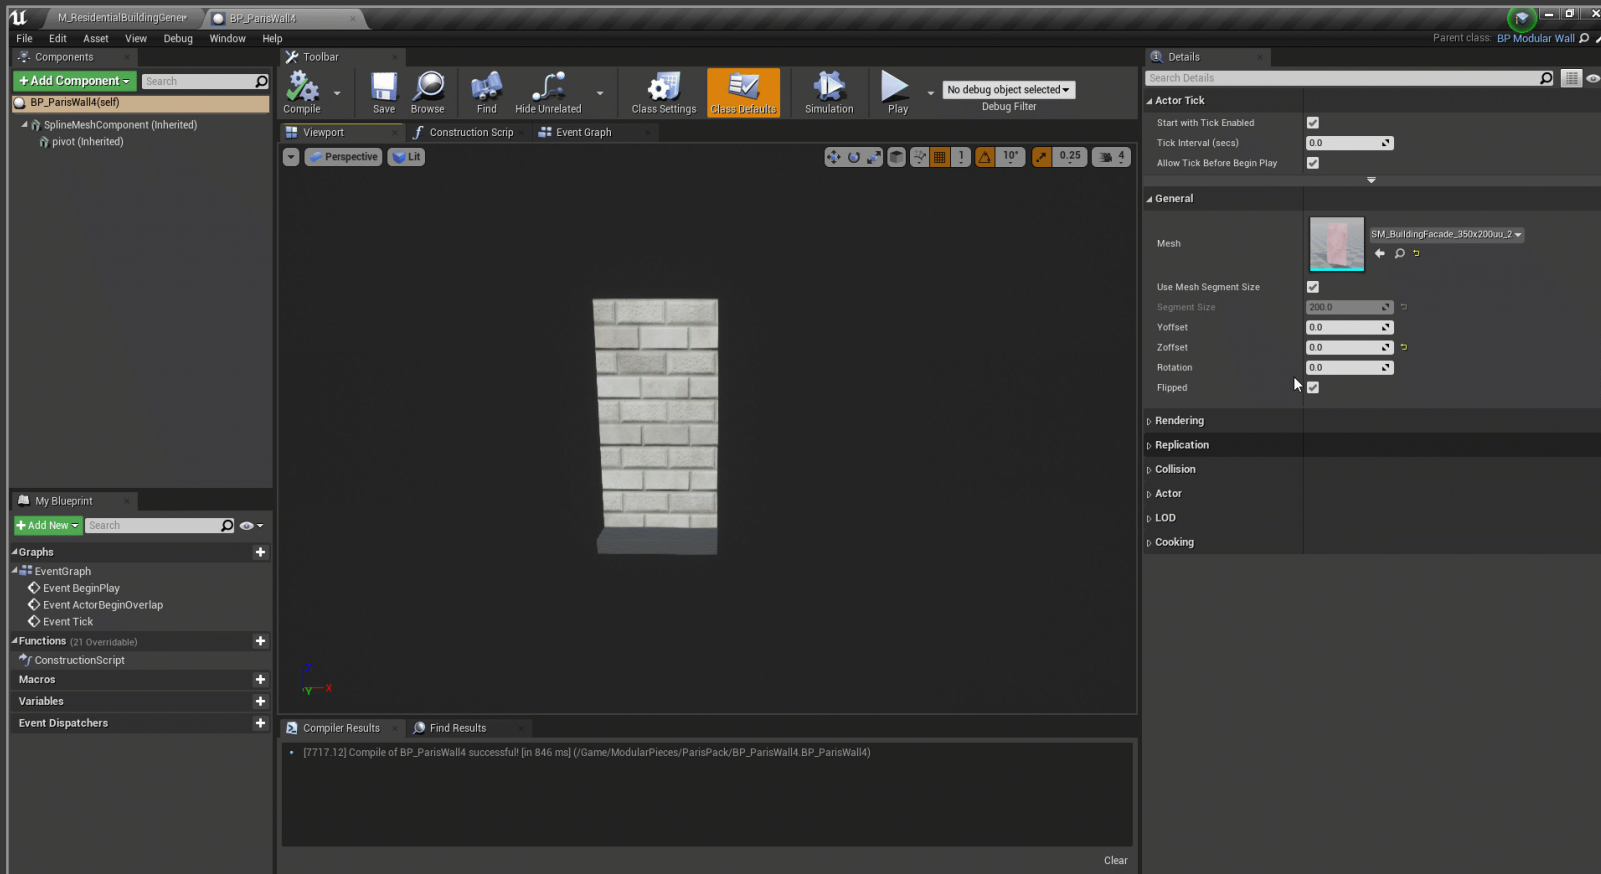 M_ResidentialBuildingGener•
BP_ParisWall4
File Edit Asset View Debug Window Help
Parent class: BP Modular Wall
Components
+Add Component
Search
BP_ParisWall4(self)
SplineMeshComponent (Inherited)
pivot (Inherited)
My Blueprint
+Add New
Search
Graphs
EventGraph
Event BeginPlay
Event ActorBeginOverlap
Event Tick
Functions (21 Overridable)
ConstructionScript
Macros
Variables
Event Dispatchers
Toolbar
Compile
Save
Browse
Find
Hide Unrelated
Class Settings
Class Defaults
Simulation
Play
No debug object selected
Debug Filter
Viewport
Construction Scrip
Event Graph
Perspective
Lit
1
10°
0.25
4
Z
Y
X
Compiler Results
Find Results
• [7717.12] Compile of BP_ParisWall4 successful! [in 846 ms] (/Game/ModularPieces/ParisPack/BP_ParisWall4.BP_ParisWall4)
Clear
Details
Search Details
Actor Tick
Start with Tick Enabled
Tick Interval (secs) 0.0
Allow Tick Before Begin Play
General
Mesh
SM_BuildingFacade_350x200uu_2
Use Mesh Segment Size
Segment Size 200.0
Yoffset 0.0
Zoffset 0.0
Rotation 0.0
Flipped
Rendering
Replication
Collision
Actor
LOD
Cooking